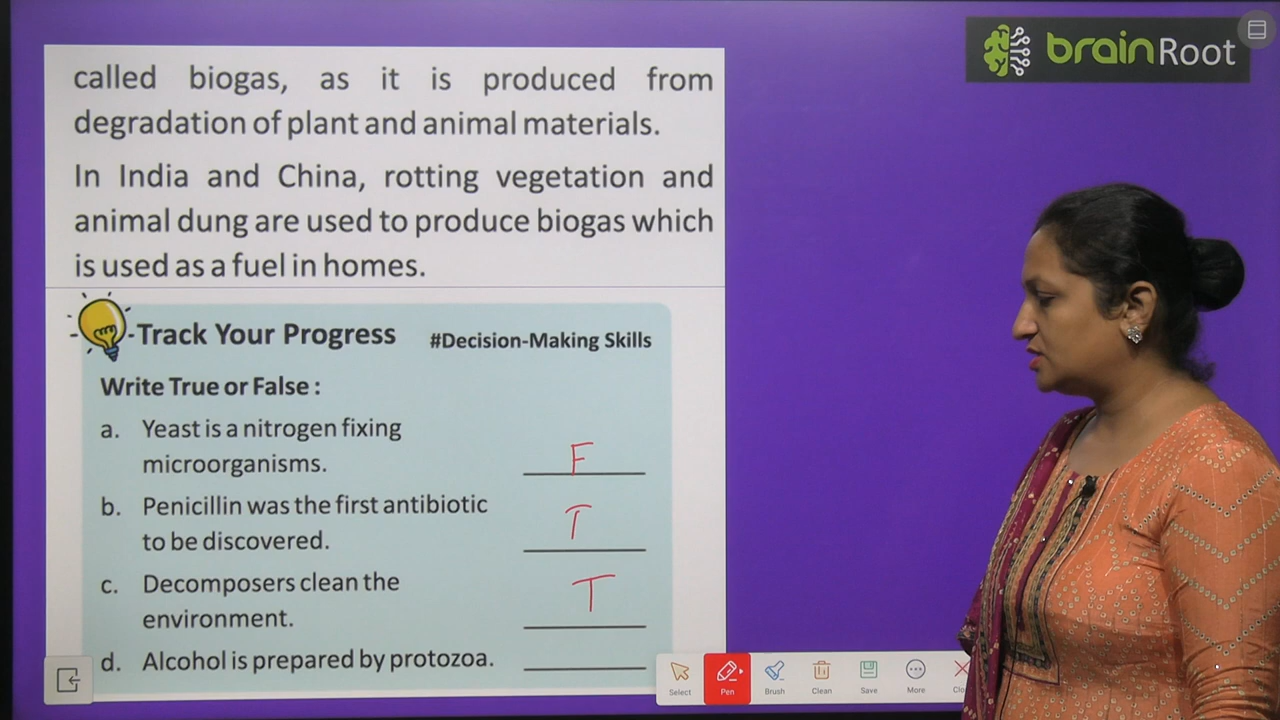 brainRoot
called biogas, as it is produced from
degradation of plant and animal materials.
In India and China, rotting vegetation and
animal dung are used to produce biogas which
is used as a fuel in homes.
Track Your Progress #Decision-Making Skills
Write True or False :
a. Yeast is a nitrogen fixing
microorganisms. F
b. Penicillin was the first antibiotic
to be discovered. T
c. Decomposers clean the
environment. T
d. Alcohol is prepared by protozoa.
Select Pen Brush Clean Save More Clo